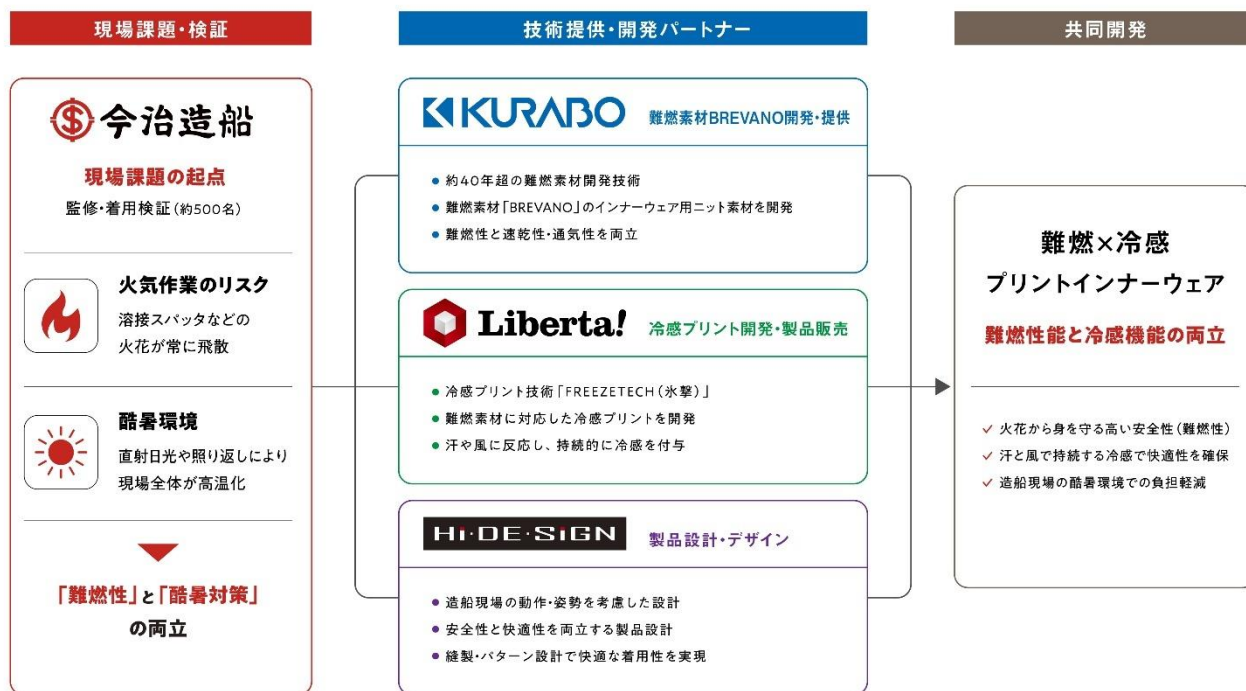 現場課題・検証
今治造船
現場課題の起点
監修・着用検証（約500名）
火気作業のリスク
溶接スパッタなどの
火花が常に飛散
酷暑環境
直射日光や照り返しにより
現場全体が高温化
「難燃性」と「酷暑対策」
の両立
技術提供・開発パートナー
KURABO 難燃素材BREVANO開発・提供
• 約40年超の難燃素材開発技術
• 難燃素材「BREVANO」のインナーウェア用ニット素材を開発
• 難燃性と速乾性・通気性を両立
Liberta! 冷感プリント開発・製品販売
• 冷感プリント技術「FREEZETECH（氷撃）」
• 難燃素材に対応した冷感プリントを開発
• 汗や風に反応し、持続的に冷感を付与
Hi・DE・SiGN 製品設計・デザイン
• 造船現場の動作・姿勢を考慮した設計
• 安全性と快適性を両立する製品設計
• 縫製・パターン設計で快適な着用性を実現
共同開発
難燃×冷感
プリントインナーウェア
難燃性能と冷感機能の両立
✓ 火花から身を守る高い安全性（難燃性）
✓ 汗と風で持続する冷感で快適性を確保
✓ 造船現場の酷暑環境での負担軽減